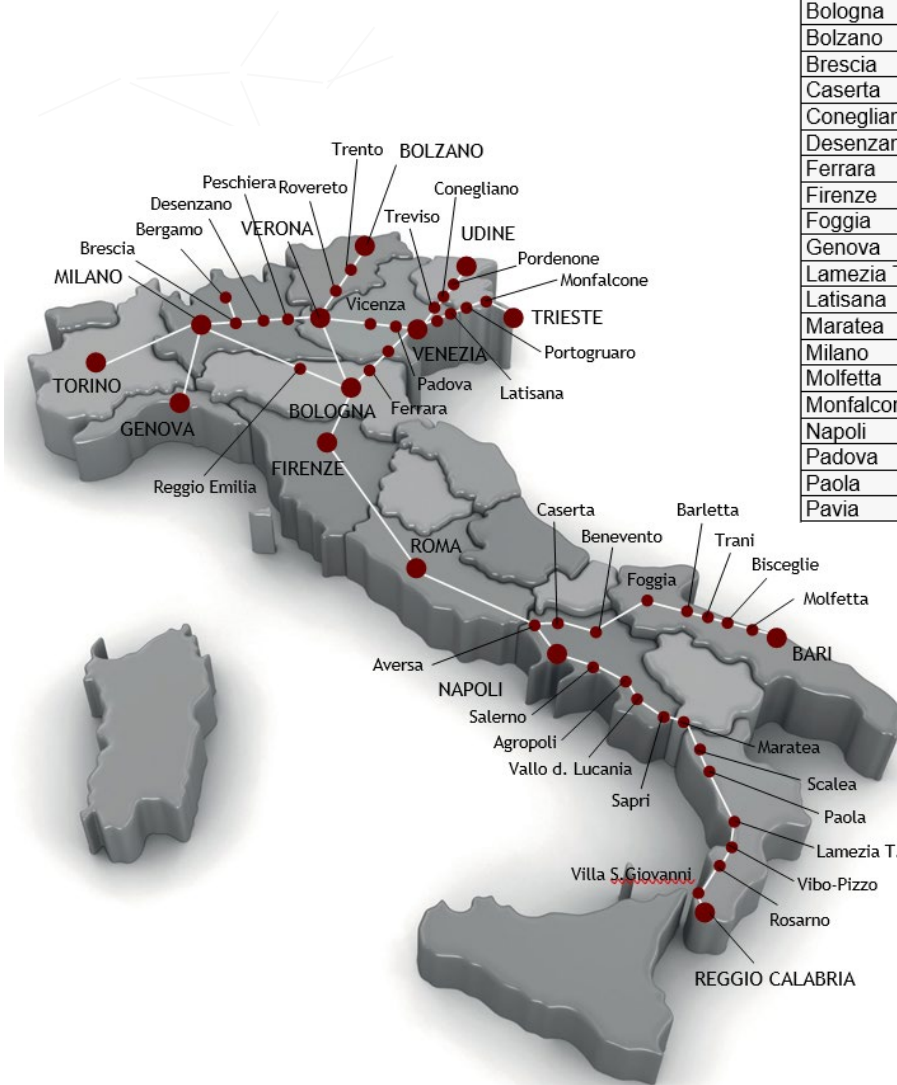 Bologna
Bolzano
Brescia
Caserta
Conegliar
Desenzar
Ferrara
Firenze
Foggia
Genova
Lamezia T
Latisana
Maratea
Milano
Molfetta
Monfalcor
Napoli
Padova
Paola
Pavia
Trento
BOLZANO
Peschiera
Rovereto
Conegliano
Desenzano
Treviso
Bergamo
VERONA
UDINE
Brescia
Pordenone
MILANO
Monfalcone
Vicenza
TRIESTE
VENEZIA
Portogruaro
TORINO
Padova
Latisana
BOLOGNA
Ferrara
GENOVA
FIRENZE
Reggio Emilia
Caserta
Barletta
Benevento
Trani
ROMA
Bisceglie
Foggia
Molfetta
BARI
Aversa
NAPOLI
Salerno
Agropoli
Maratea
Vallo d. Lucania
Scalea
Sapri
Paola
Lamezia T.
Villa S.Giovanni
Vibo-Pizzo
Rosarno
REGGIO CALABRIA